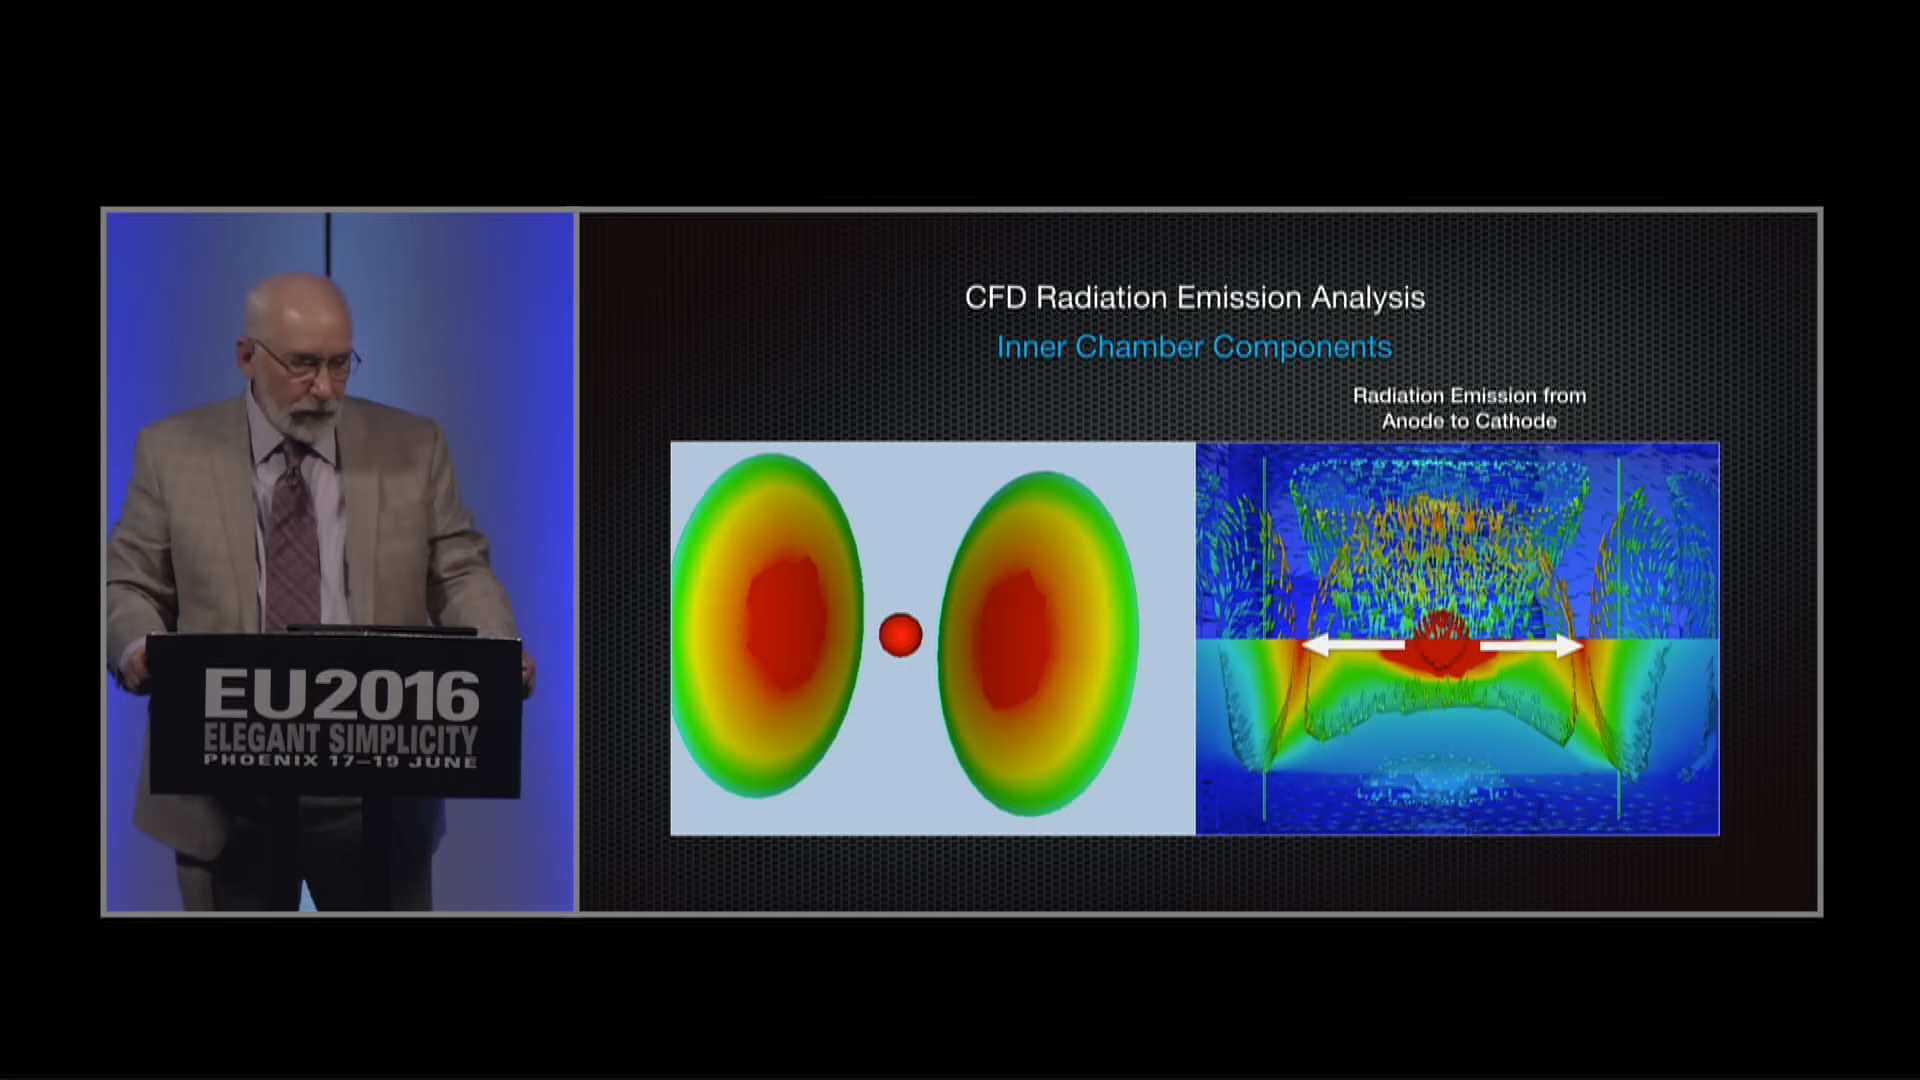 CFD Radiation Emission Analysis
Inner Chamber Components
Radiation Emission from
Anode to Cathode
EU2016
ELEGANT SIMPLICITY
PHOENIX 17–19 JUNE